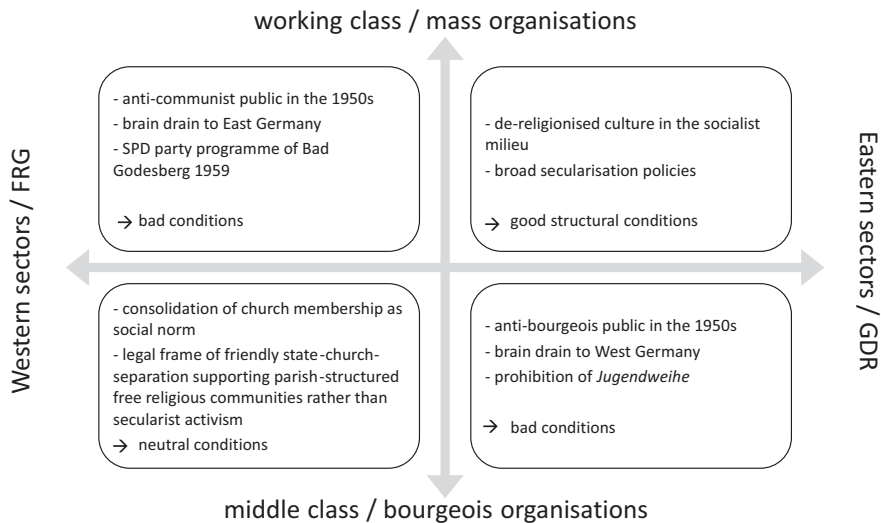 working class / mass organisations
Western sectors / FRG
- anti-communist public in the 1950s
- brain drain to East Germany
- SPD party programme of Bad
Godesberg 1959
→ bad conditions
- de-religionised culture in the socialist
milieu
- broad secularisation policies
→ good structural conditions
Eastern sectors / GDR
- consolidation of church membership as
social norm
- legal frame of friendly state-church-
separation supporting parish-structured
free religious communities rather than
secularist activism
→ neutral conditions
- anti-bourgeois public in the 1950s
- brain drain to West Germany
- prohibition of Jugendweihe
→ bad conditions
middle class / bourgeois organisations